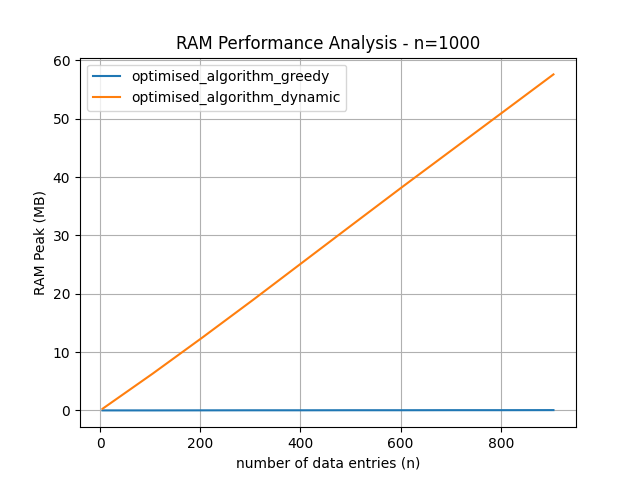 RAM Performance Analysis - n=1000
optimised_algorithm_greedy
optimised_algorithm_dynamic
RAM Peak (MB)
60
50
40
30
20
10
0
0 200 400 600 800
number of data entries (n)